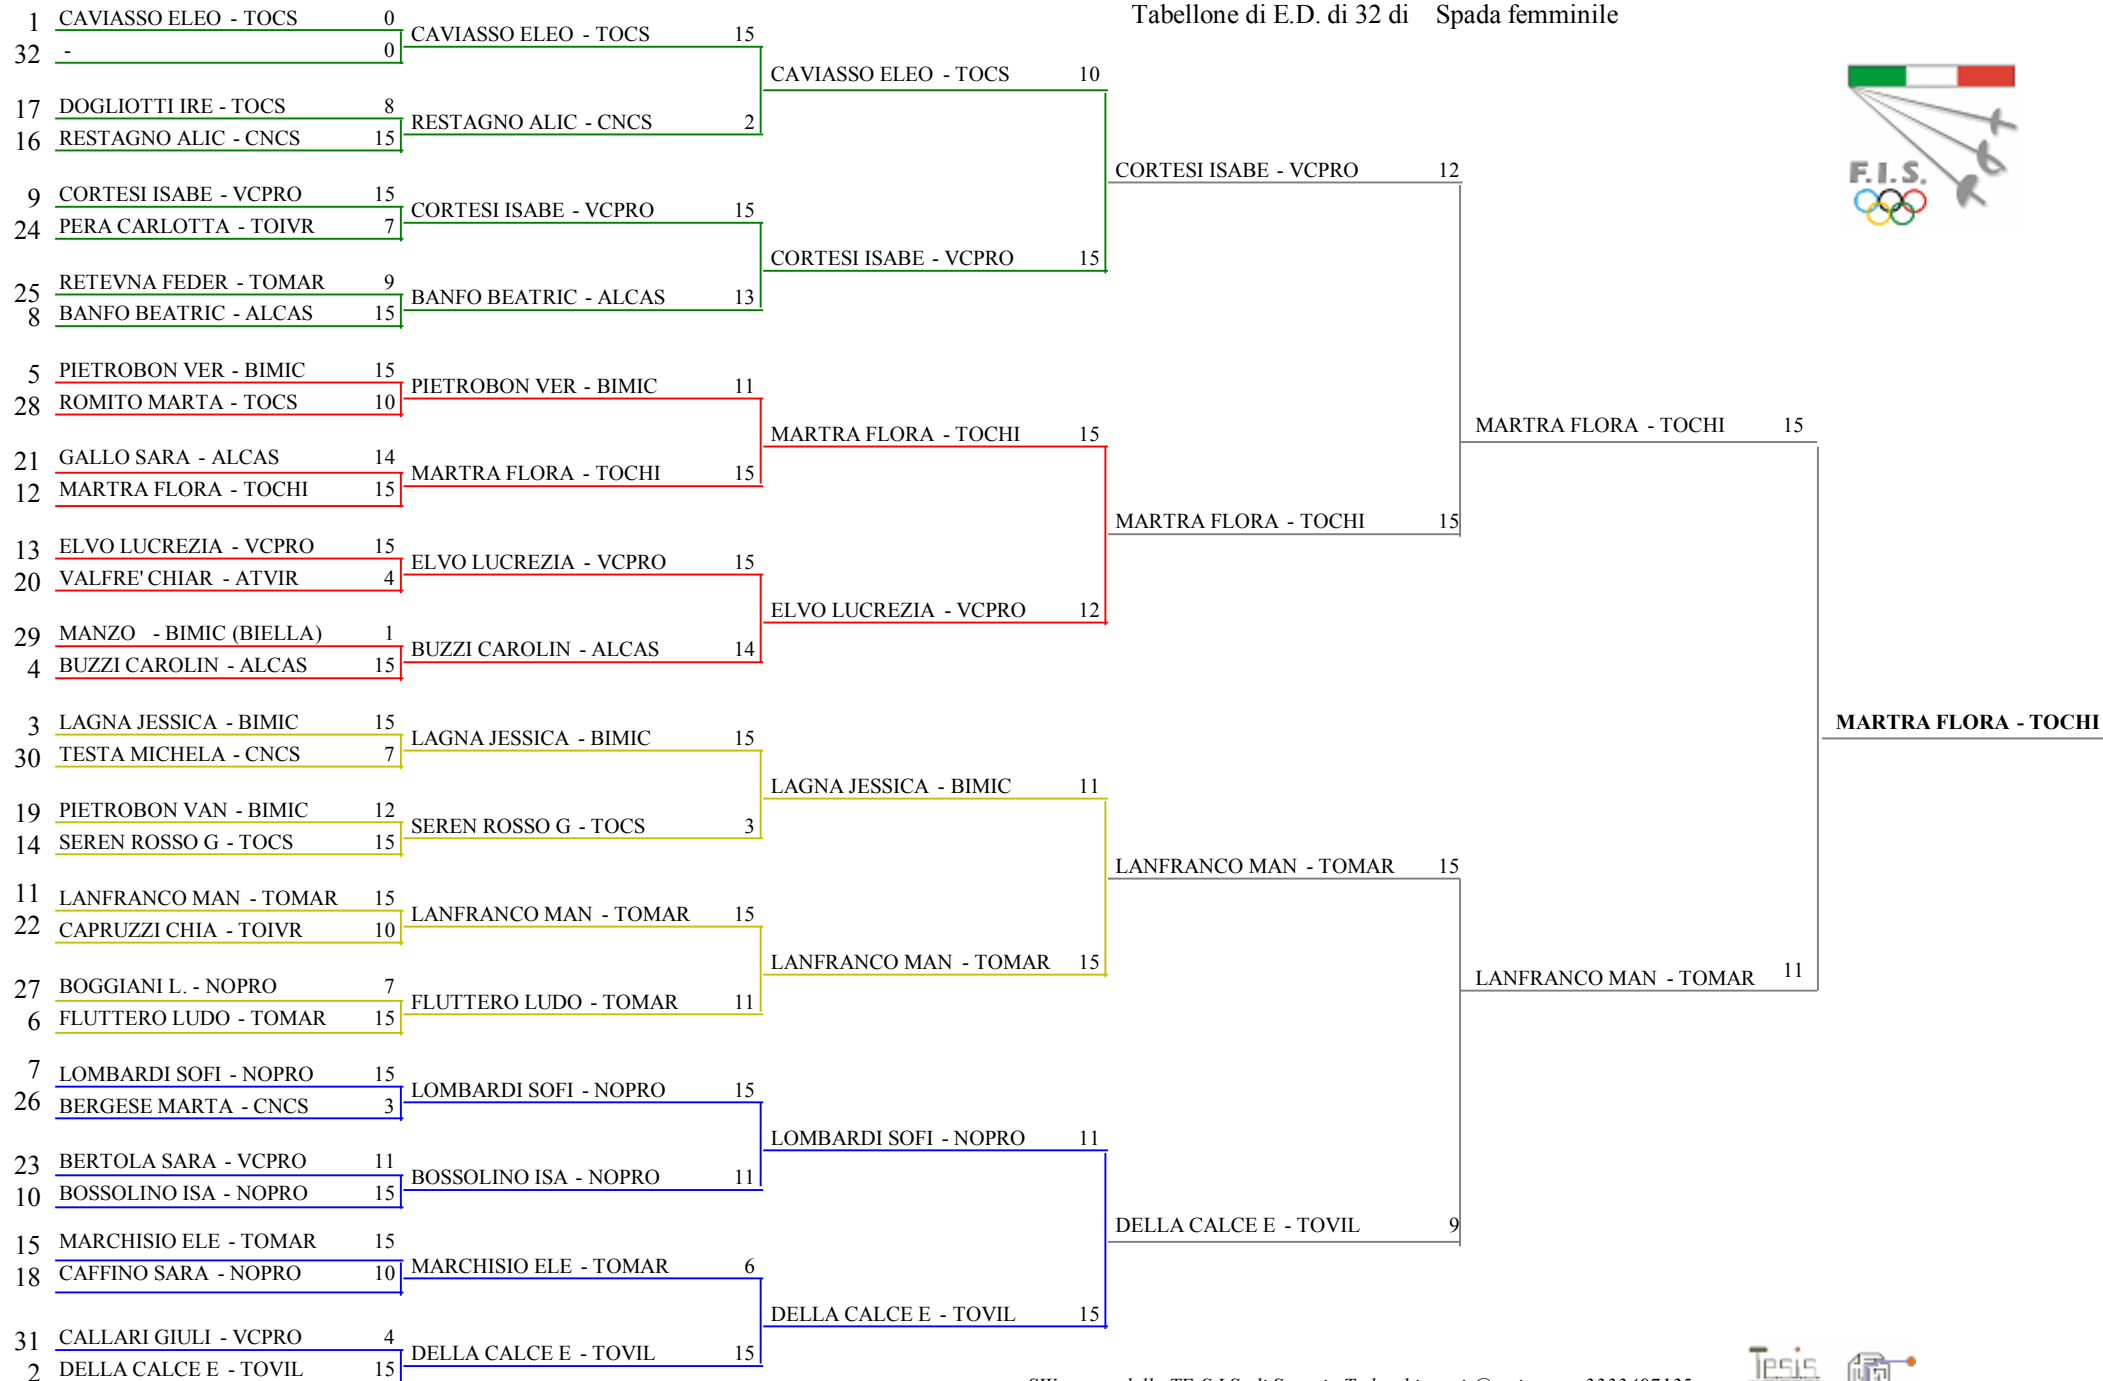 Tabellone di E.D. di 32 di Spada femminile
1 CAVIASSO ELEO - TOCS 0
32 - 0
17 DOGLIOTTI IRE - TOCS 8
16 RESTAGNO ALIC - CNCS 15
9 CORTESI ISABE - VCPRO 15
24 PERA CARLOTTA - TOIVR 7
25 RETEVNA FEDER - TOMAR 9
8 BANFO BEATRIC - ALCAS 15
5 PIETROBON VER - BIMIC 15
28 ROMITO MARTA - TOCS 10
21 GALLO SARA - ALCAS 14
12 MARTRA FLORA - TOCHI 15
13 ELVO LUCREZIA - VCPRO 15
20 VALFRE' CHIAR - ATVIR 4
29 MANZO - BIMIC (BIELLA) 1
4 BUZZI CAROLIN - ALCAS 15
3 LAGNA JESSICA - BIMIC 15
30 TESTA MICHELA - CNCS 7
19 PIETROBON VAN - BIMIC 12
14 SEREN ROSSO G - TOCS 15
11 LANFRANCO MAN - TOMAR 15
22 CAPRUZZI CHIA - TOIVR 10
27 BOGGIANI L. - NOPRO 7
6 FLUTTERO LUDO - TOMAR 15
7 LOMBARDI SOFI - NOPRO 15
26 BERGESE MARTA - CNCS 3
23 BERTOLA SARA - VCPRO 11
10 BOSSOLINO ISA - NOPRO 15
15 MARCHISIO ELE - TOMAR 15
18 CAFFINO SARA - NOPRO 10
31 CALLARI GIULI - VCPRO 4
2 DELLA CALCE E - TOVIL 15
CAVIASSO ELEO - TOCS 15
RESTAGNO ALIC - CNCS 2
CORTESI ISABE - VCPRO 15
BANFO BEATRIC - ALCAS 13
PIETROBON VER - BIMIC 11
MARTRA FLORA - TOCHI 15
ELVO LUCREZIA - VCPRO 15
BUZZI CAROLIN - ALCAS 14
LAGNA JESSICA - BIMIC 15
SEREN ROSSO G - TOCS 3
LANFRANCO MAN - TOMAR 15
FLUTTERO LUDO - TOMAR 11
LOMBARDI SOFI - NOPRO 15
BOSSOLINO ISA - NOPRO 11
MARCHISIO ELE - TOMAR 6
DELLA CALCE E - TOVIL 15
CAVIASSO ELEO - TOCS 10
CORTESI ISABE - VCPRO 15
MARTRA FLORA - TOCHI 15
ELVO LUCREZIA - VCPRO 12
LAGNA JESSICA - BIMIC 11
LANFRANCO MAN - TOMAR 15
LOMBARDI SOFI - NOPRO 11
DELLA CALCE E - TOVIL 15
CORTESI ISABE - VCPRO 12
MARTRA FLORA - TOCHI 15
LANFRANCO MAN - TOMAR 15
DELLA CALCE E - TOVIL 9
MARTRA FLORA - TOCHI 15
LANFRANCO MAN - TOMAR 11
MARTRA FLORA - TOCHI
F.I.S.
Tesis